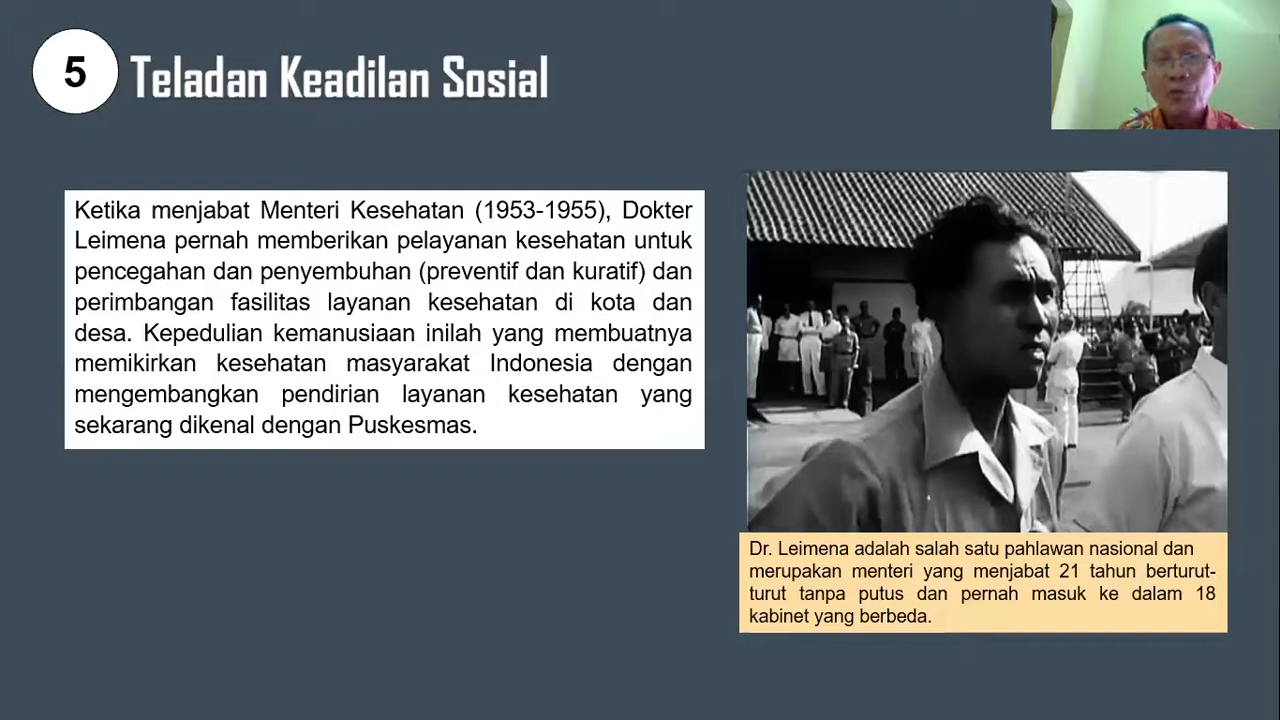 5
Teladan Keadilan Sosial
Ketika menjabat Menteri Kesehatan (1953-1955), Dokter
Leimena pernah memberikan pelayanan kesehatan untuk
pencegahan dan penyembuhan (preventif dan kuratif) dan
perimbangan fasilitas layanan kesehatan di kota dan
desa. Kepedulian kemanusiaan inilah yang membuatnya
memikirkan kesehatan masyarakat Indonesia dengan
mengembangkan pendirian layanan kesehatan yang
sekarang dikenal dengan Puskesmas.
Dr. Leimena adalah salah satu pahlawan nasional dan
merupakan menteri yang menjabat 21 tahun berturut-
turut tanpa putus dan pernah masuk ke dalam 18
kabinet yang berbeda.